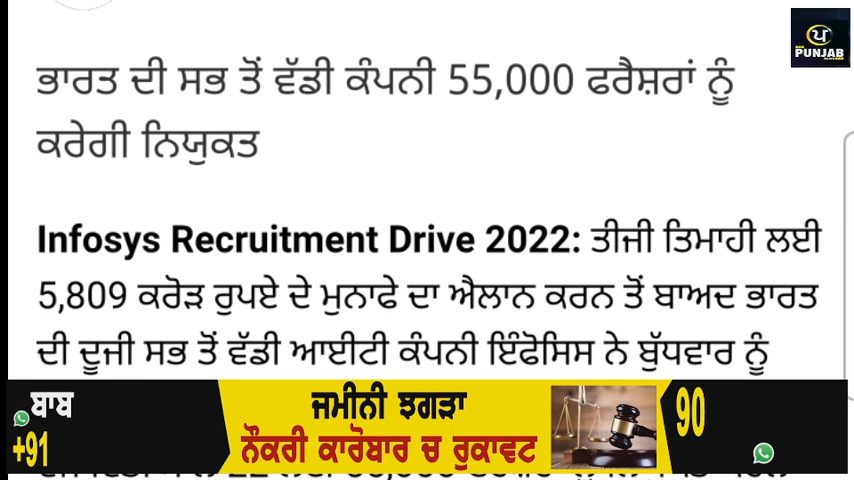 ਪ
PUNJAB
ਭਾਰਤ ਦੀ ਸਭ ਤੋਂ ਵੱਡੀ ਕੰਪਨੀ 55,000 ਫਰੈਸ਼ਰਾਂ ਨੂੰ
ਕਰੇਗੀ ਨਿਯੁਕਤ
Infosys Recruitment Drive 2022: ਤੀਜੀ ਤਿਮਾਹੀ ਲਈ
5,809 ਕਰੋੜ ਰੁਪਏ ਦੇ ਮੁਨਾਫੇ ਦਾ ਐਲਾਨ ਕਰਨ ਤੋਂ ਬਾਅਦ ਭਾਰਤ
ਦੀ ਦੂਜੀ ਸਭ ਤੋਂ ਵੱਡੀ ਆਈਟੀ ਕੰਪਨੀ ਇੰਫੋਸਿਸ ਨੇ ਬੁੱਧਵਾਰ ਨੂੰ
ਬਾਬ
+91
ਜਮੀਨੀ ਝਗੜਾ
ਨੌਕਰੀ ਕਾਰੋਬਾਰ ਚ ਰੁਕਾਵਟ
90